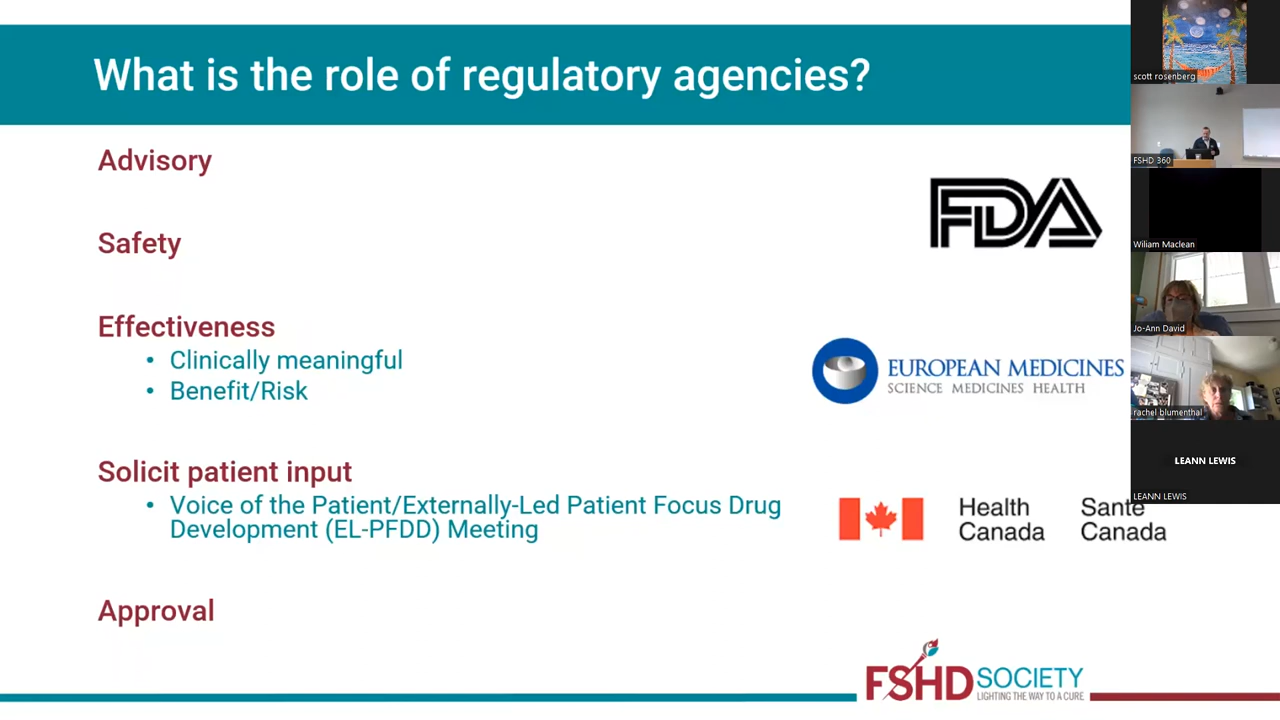 What is the role of regulatory agencies?
Advisory
Safety
Effectiveness
• Clinically meaningful
• Benefit/Risk
Solicit patient input
• Voice of the Patient/Externally-Led Patient Focus Drug
Development (EL-PFDD) Meeting
Approval
FDA
EUROPEAN MEDICINES
SCIENCE MEDICINES HEALTH
Health Santé
Canada Canada
FSHD SOCIETY
LIGHTING THE WAY TO A CURE
scott rosenberg
FSHD 360
Wiliam Maclean
Jo-Ann David
rachel blumenthal
LEANN LEWIS
LEANN LEWIS